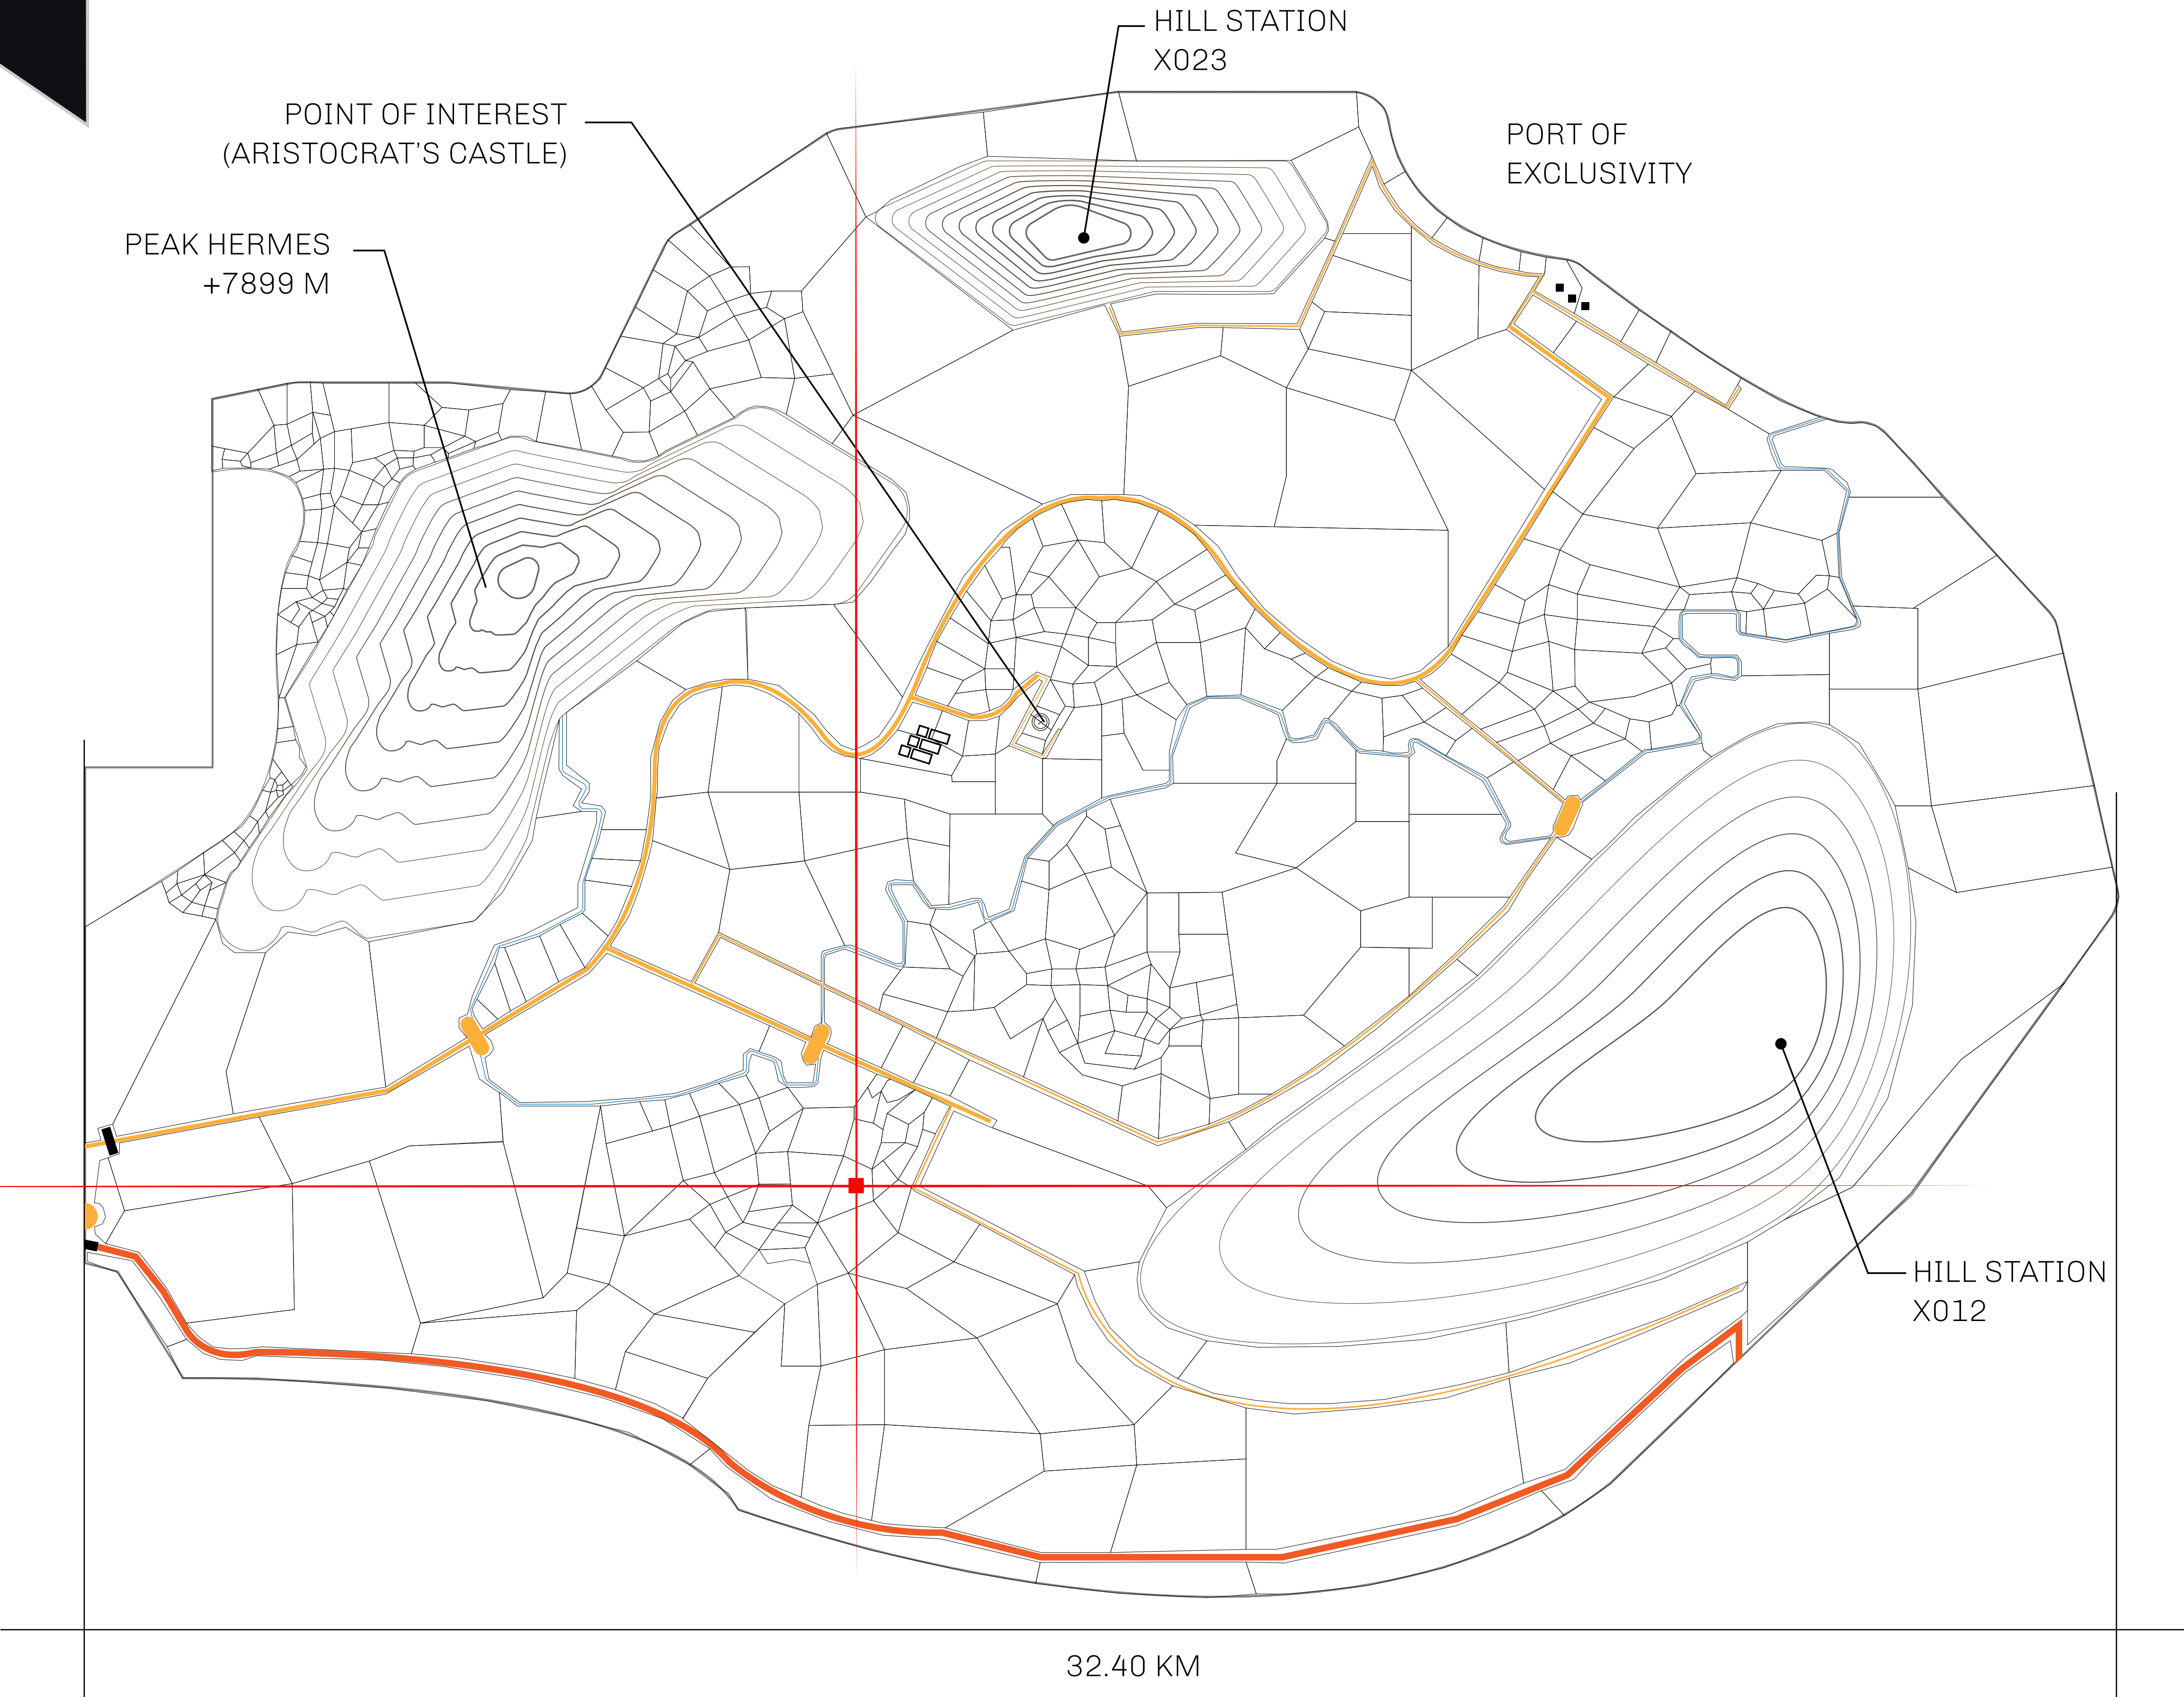 HILL STATION
X023
POINT OF INTEREST
(ARISTOCRAT'S CASTLE)
PORT OF
EXCLUSIVITY
PEAK HERMES
+7899 M
HILL STATION
X012
32.40 KM